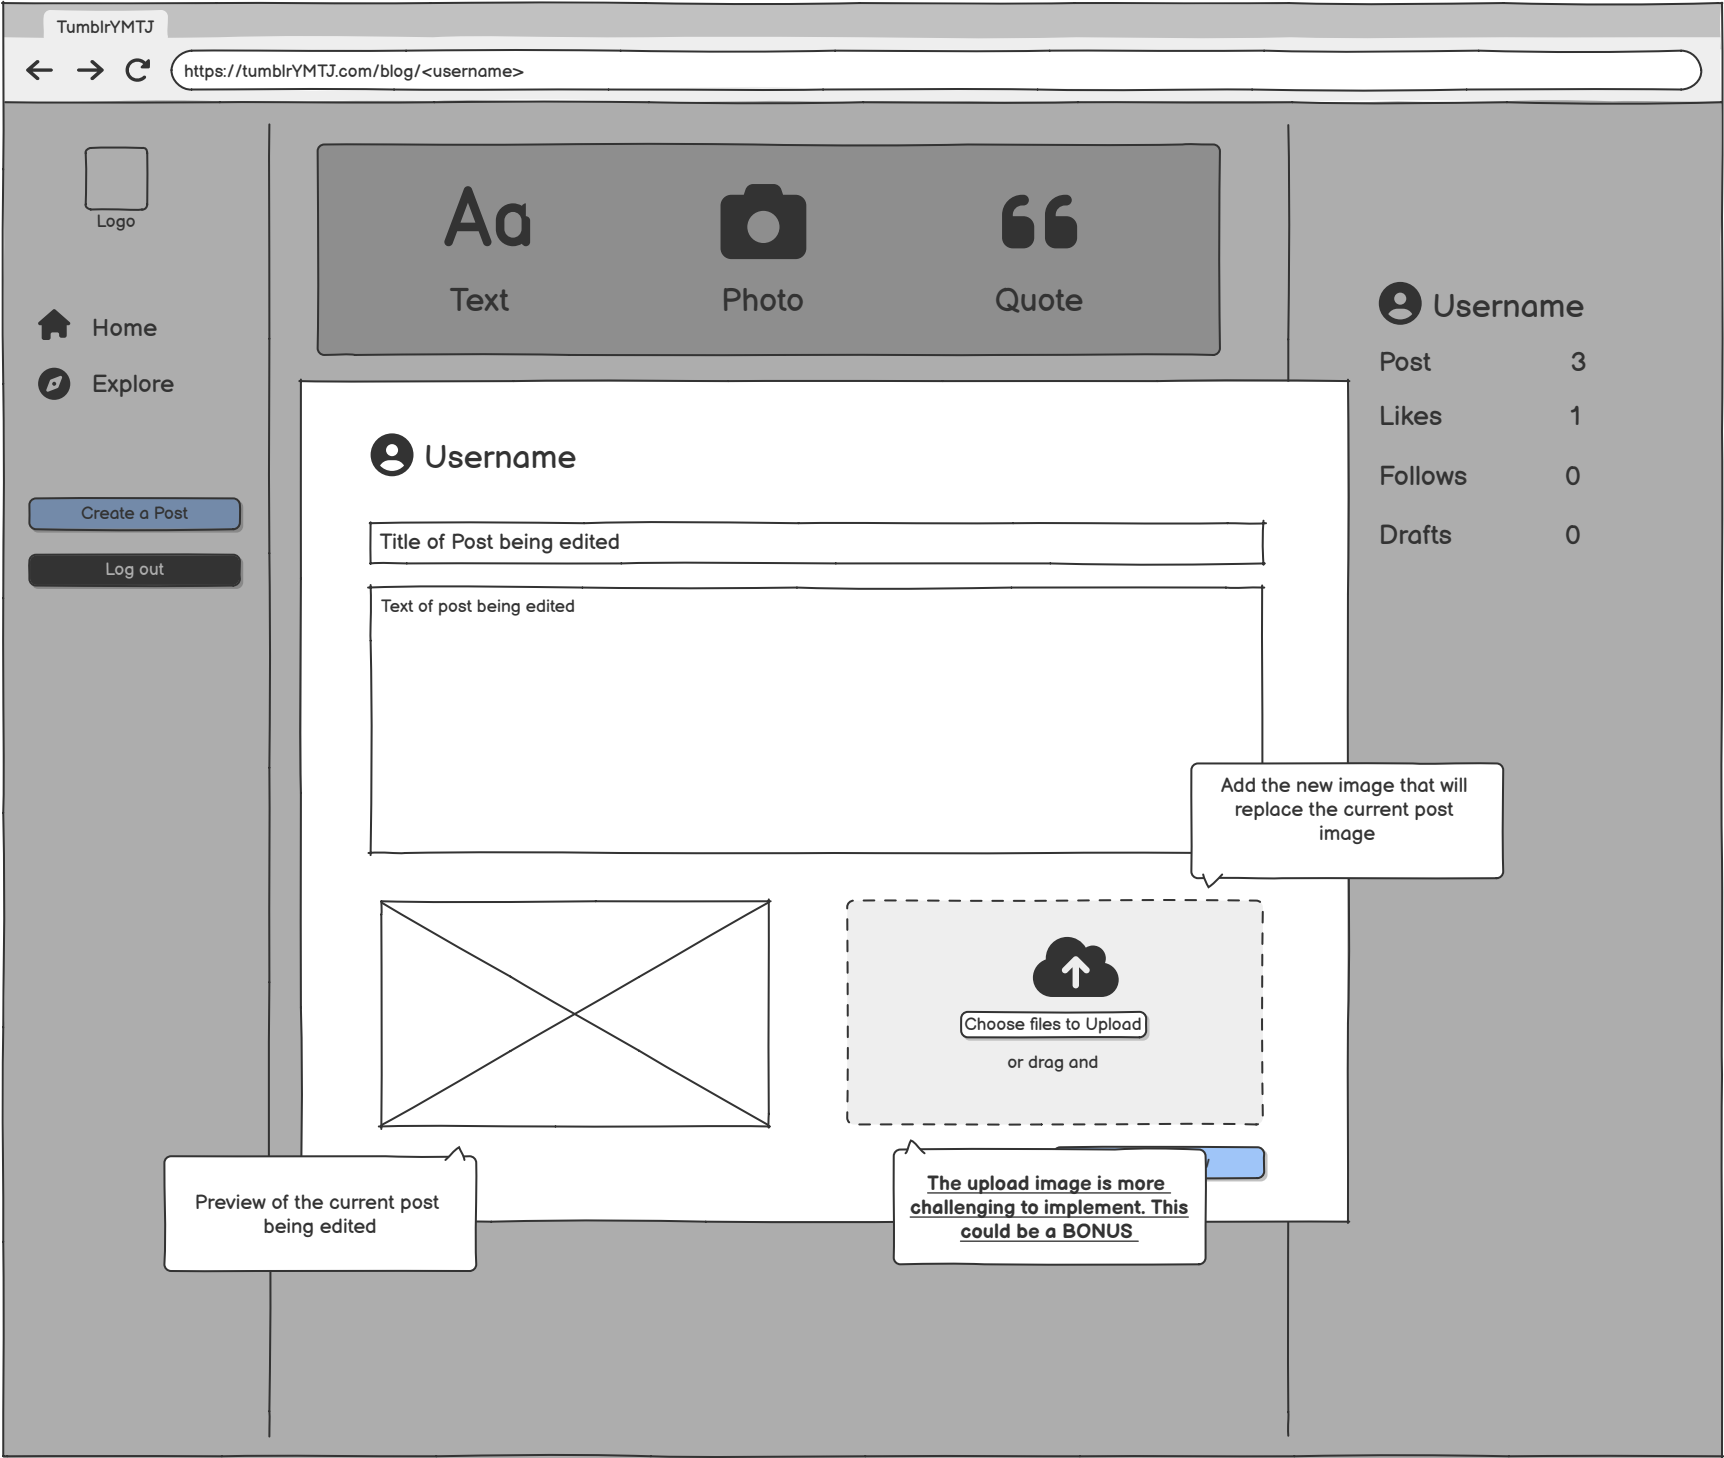 TumblrYMTJ
https://tumblrYMTJ.com/blog/<username>
Logo
Home
Explore
Create a Post
Log out
Aa
Text
Photo
Quote
Username
Post 3
Likes 1
Follows 0
Drafts 0
Username
Title of Post being edited
Text of post being edited
Add the new image that will
replace the current post
image
Choose files to Upload
or drag and
Preview of the current post
being edited
The upload image is more
challenging to implement. This
could be a BONUS